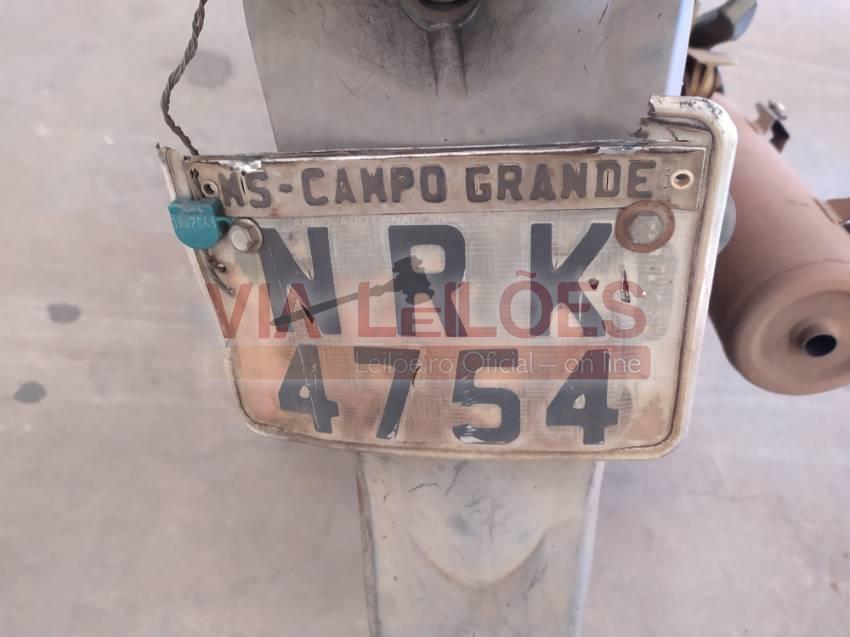 MS-CAMPO GRANDE
NRK
VIA LEILÕES
4754
Leiloeiro Oficial – on line